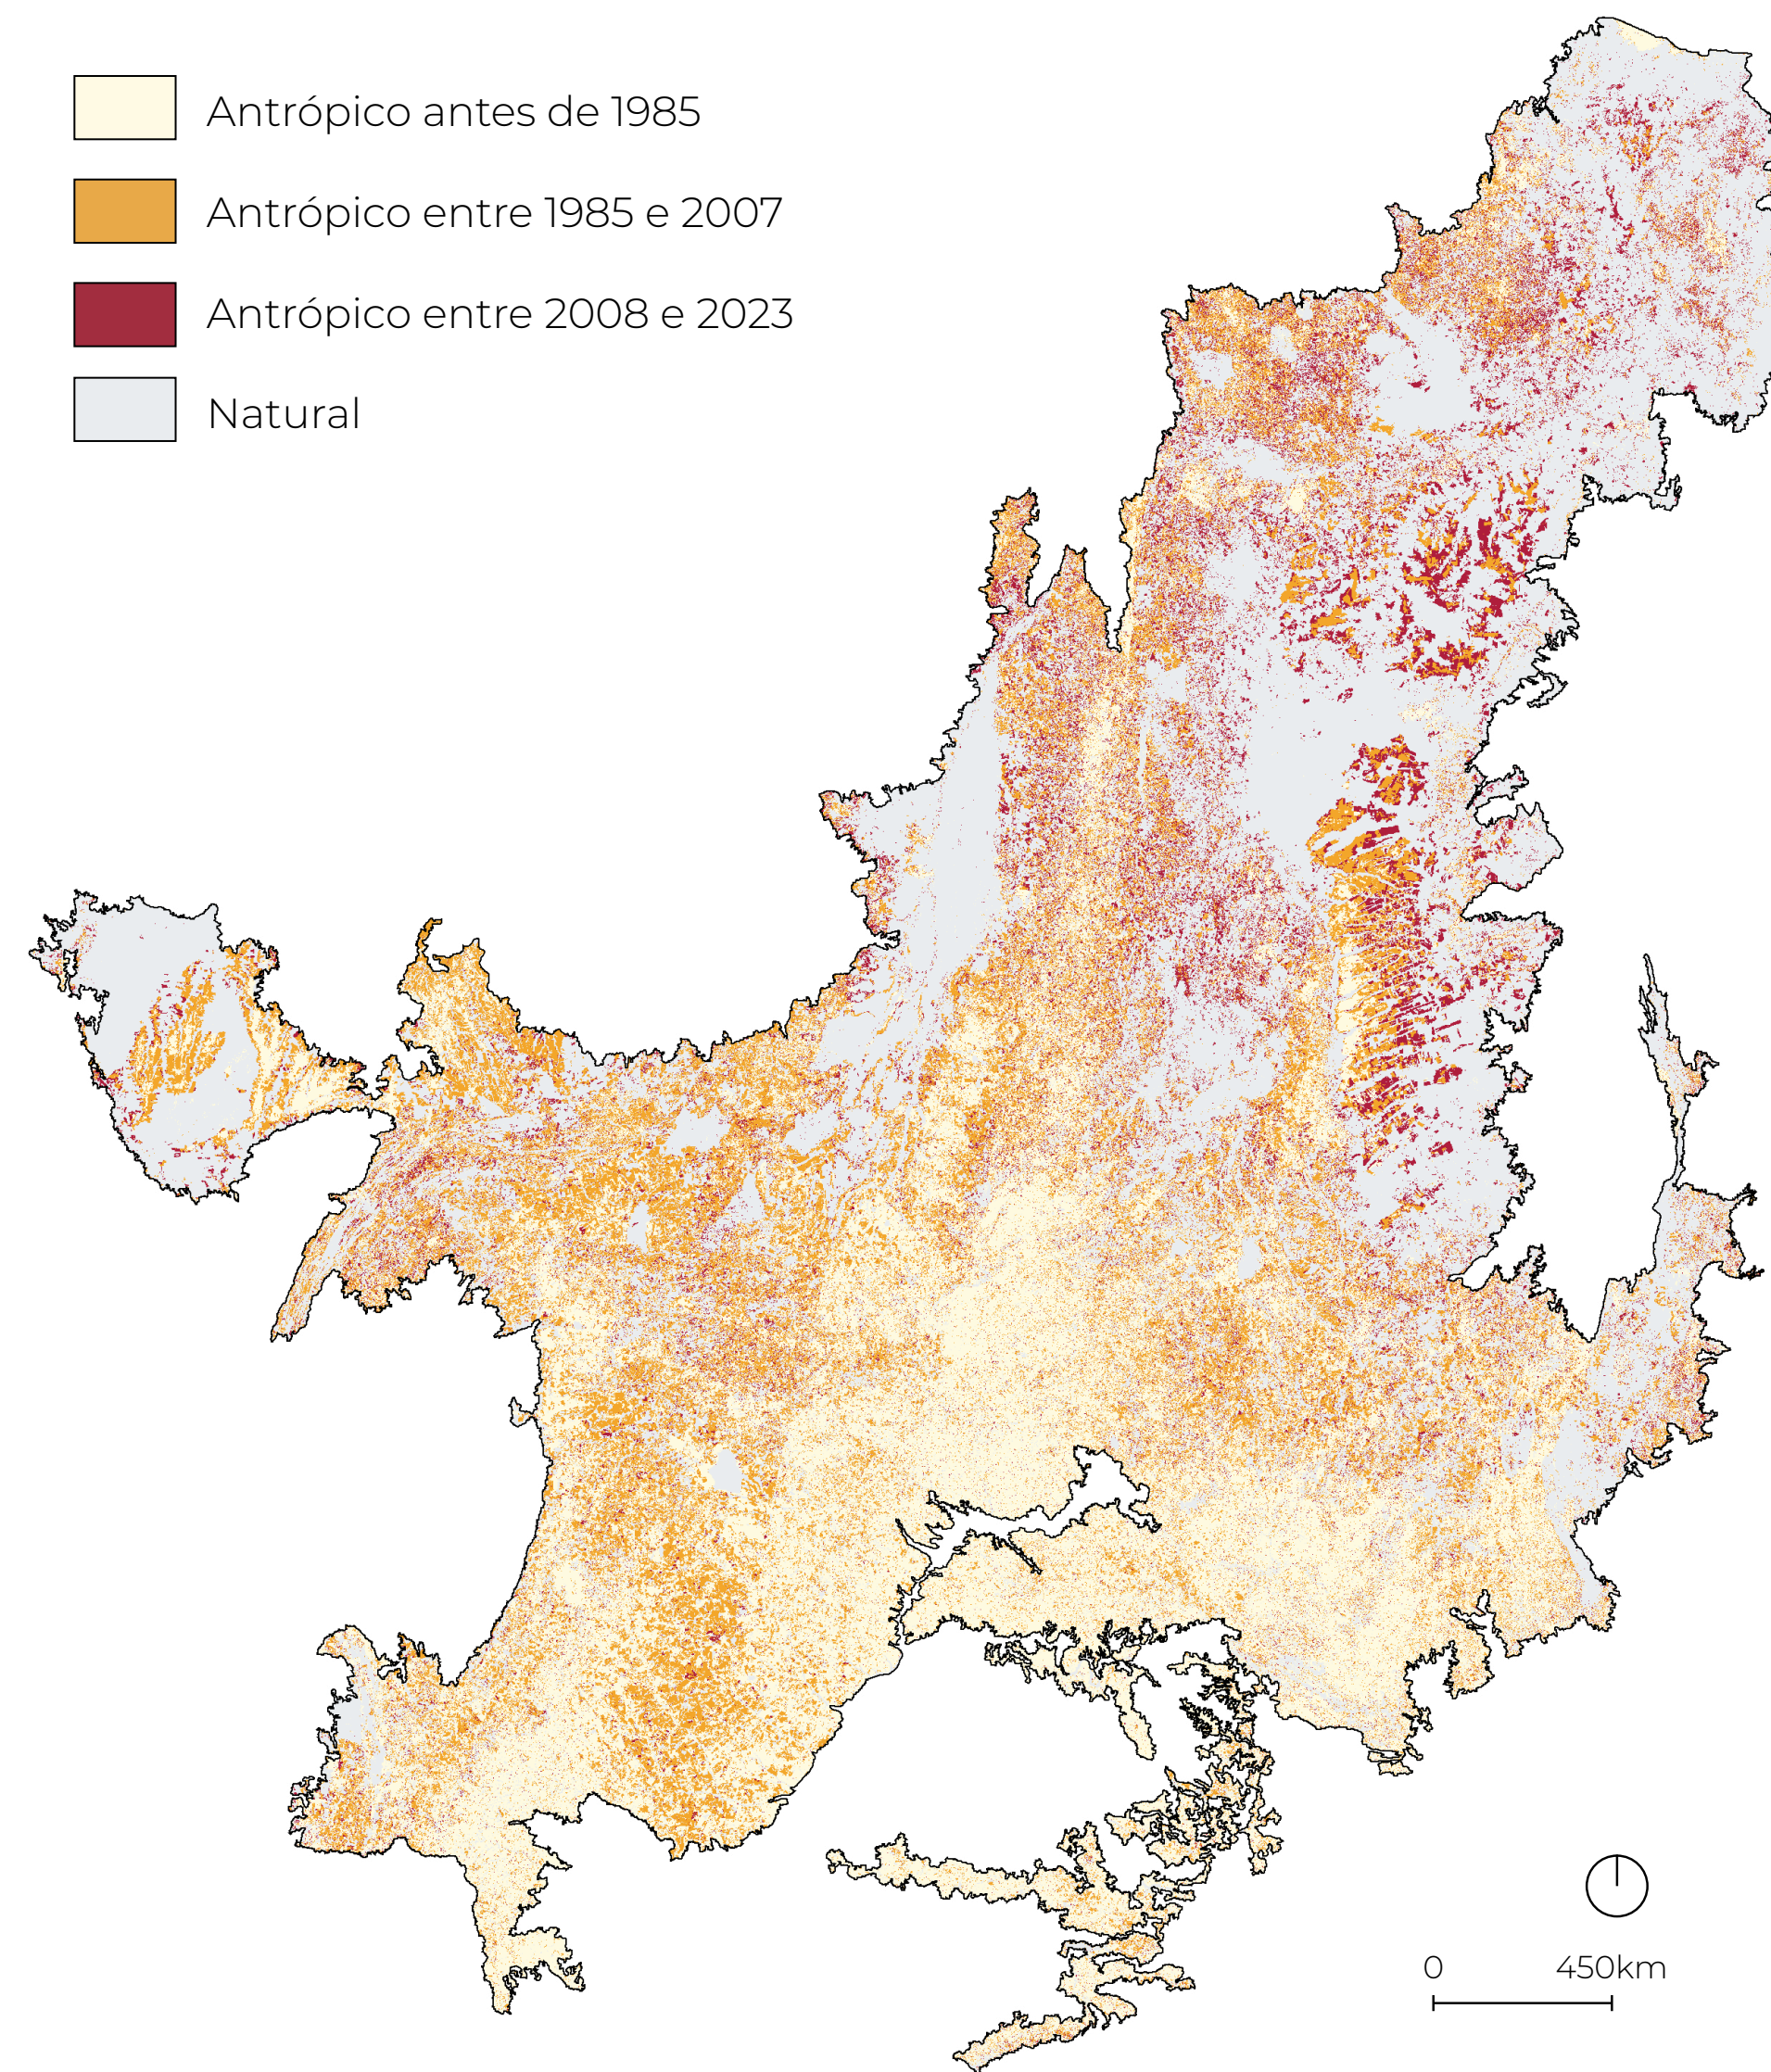 Antrópico antes de 1985
Antrópico entre 1985 e 2007
Antrópico entre 2008 e 2023
Natural
0 450km